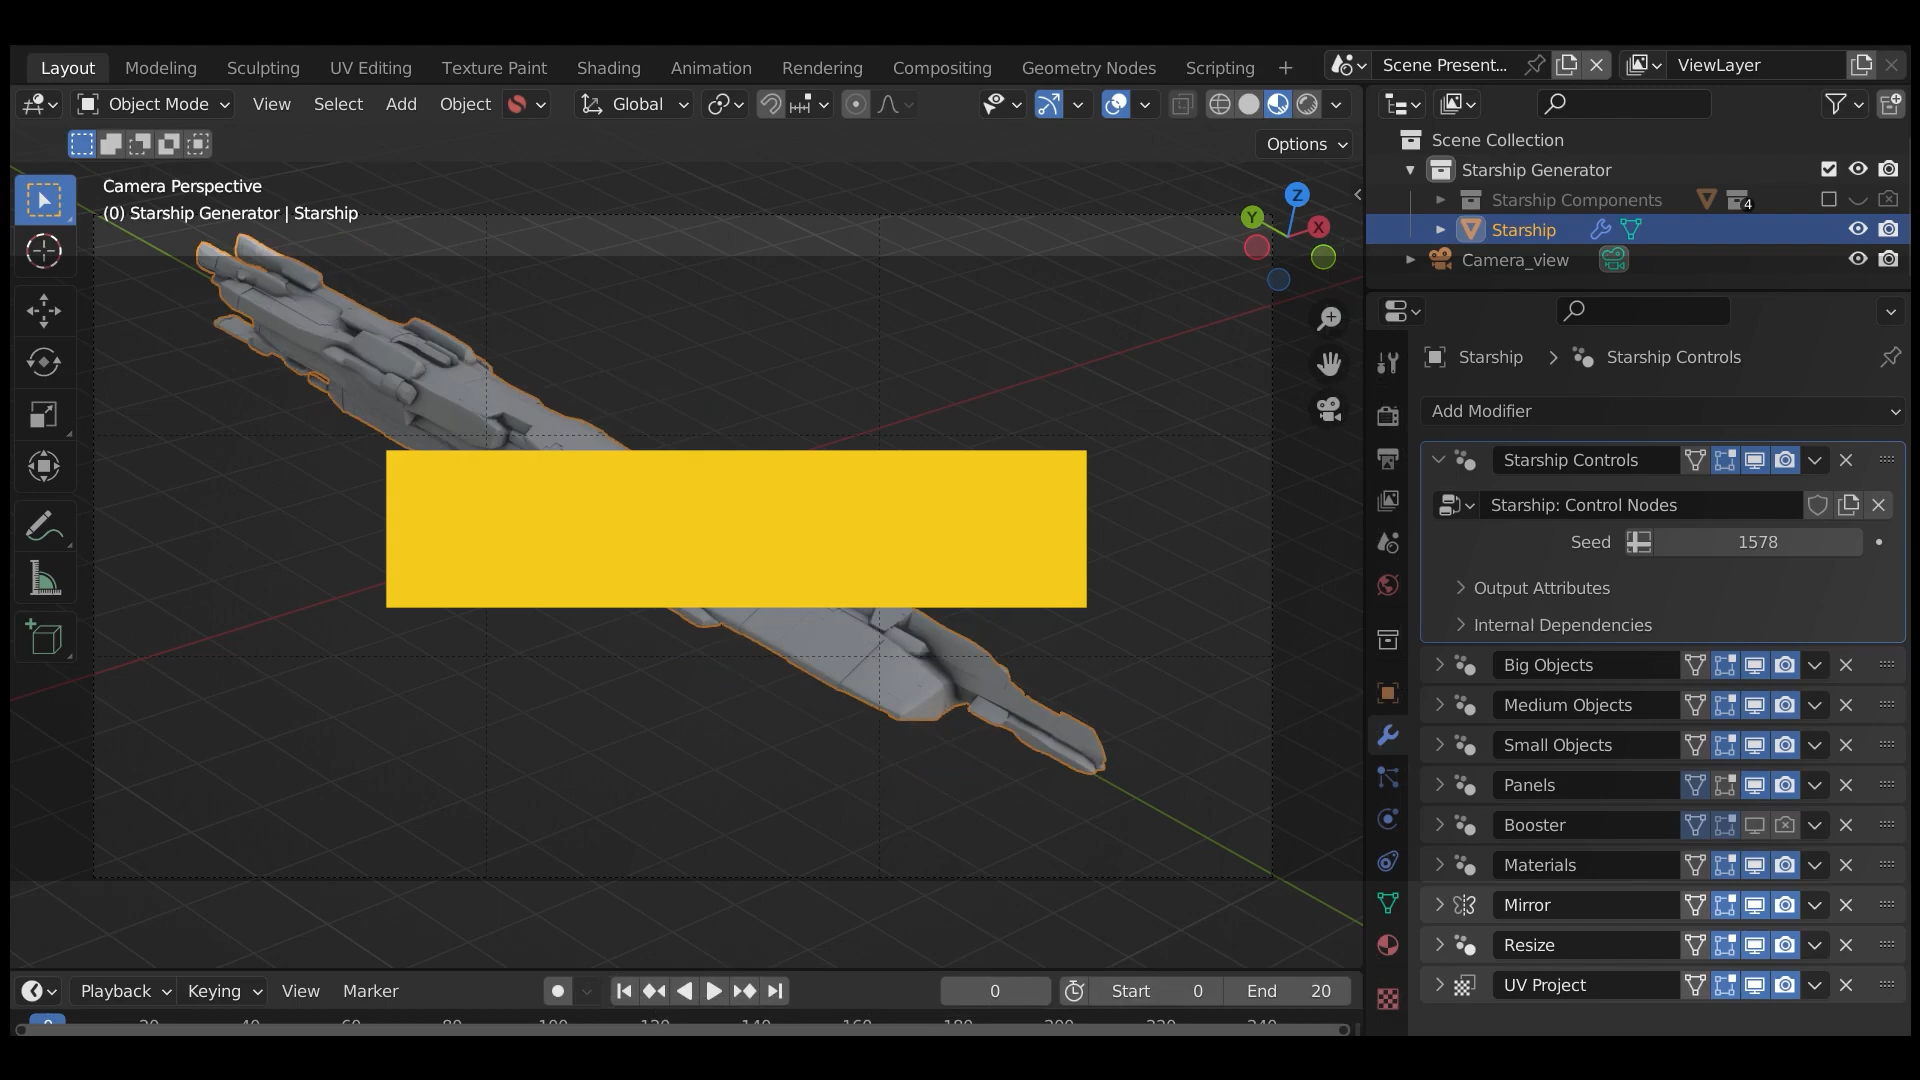 Layout Modeling Sculpting UV Editing Texture Paint Shading Animation Rendering Compositing Geometry Nodes Scripting + Scene Present... ViewLayer
Object Mode View Select Add Object Global
Options
Scene Collection
Starship Generator
Starship Components 4
Starship
Camera_view
Camera Perspective
(0) Starship Generator | Starship
Z
Y
X
Starship > Starship Controls
Add Modifier
Starship Controls
Starship: Control Nodes
Seed 1578
Output Attributes
Internal Dependencies
Big Objects
Medium Objects
Small Objects
Panels
Booster
Materials
Mirror
Resize
UV Project
Playback Keying View Marker 0 Start 0 End 20